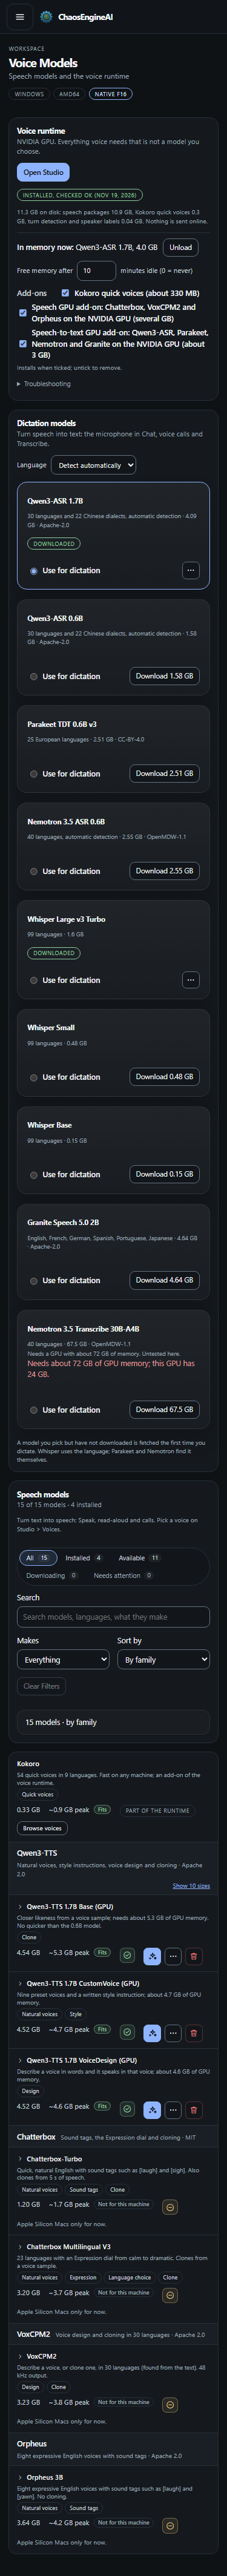 ChaosEngineAI
WORKSPACE
Voice Models
Speech models and the voice runtime
WINDOWS AMD64 NATIVE F16
Voice runtime
NVIDIA GPU. Everything voice needs that is not a model you
choose.
Open Studio
INSTALLED, CHECKED OK (NOV 19, 2026)
11.3 GB on disk: speech packages 10.9 GB, Kokoro quick voices 0.3
GB, turn detection and speaker labels 0.04 GB. Nothing is sent online.
In memory now: Qwen3-ASR 1.7B, 4.0 GB Unload
Free memory after 10 minutes idle (0 = never)
Add-ons Kokoro quick voices (about 330 MB)
Speech GPU add-on: Chatterbox, VoxCPM2 and
Orpheus on the NVIDIA GPU (several GB)
Speech-to-text GPU add-on: Qwen3-ASR, Parakeet,
Nemotron and Granite on the NVIDIA GPU (about
3 GB)
Installs when ticked; untick to remove.
Troubleshooting
Dictation models
Turn speech into text: the microphone in Chat, voice calls and
Transcribe.
Language Detect automatically
Qwen3-ASR 1.7B
30 languages and 22 Chinese dialects, automatic detection · 4.09
GB · Apache-2.0
DOWNLOADED
Use for dictation ...
Qwen3-ASR 0.6B
30 languages and 22 Chinese dialects, automatic detection · 1.58
GB · Apache-2.0
Use for dictation Download 1.58 GB
Parakeet TDT 0.6B v3
25 European languages · 2.51 GB · CC-BY-4.0
Use for dictation Download 2.51 GB
Nemotron 3.5 ASR 0.6B
40 languages, automatic detection · 2.55 GB · OpenMDW-1.1
Use for dictation Download 2.55 GB
Whisper Large v3 Turbo
99 languages · 1.6 GB
DOWNLOADED
Use for dictation ...
Whisper Small
99 languages · 0.48 GB
Use for dictation Download 0.48 GB
Whisper Base
99 languages · 0.15 GB
Use for dictation Download 0.15 GB
Granite Speech 5.0 2B
English, French, German, Spanish, Portuguese, Japanese · 4.64 GB
· Apache-2.0
Use for dictation Download 4.64 GB
Nemotron 3.5 Transcribe 30B-A4B
40 languages · 67.5 GB · OpenMDW-1.1
Needs a GPU with about 72 GB of memory. Untested here.
Needs about 72 GB of GPU memory; this GPU has
24 GB.
Use for dictation Download 67.5 GB
A model you pick but have not downloaded is fetched the first time you
dictate. Whisper uses the language; Parakeet and Nemotron find it
themselves.
Speech models
15 of 15 models · 4 installed
Turn text into speech: Speak, read-aloud and calls. Pick a voice on
Studio > Voices.
All 15 Installed 4 Available 11
Downloading 0 Needs attention 0
Search
Search models, languages, what they make
Makes Sort by
Everything By family
Clear Filters
15 models · by family
Kokoro
54 quick voices in 9 languages. Fast on any machine; an add-on of the
voice runtime.
Quick voices
0.33 GB ~0.9 GB peak Fits PART OF THE RUNTIME
Browse voices
Qwen3-TTS
Natural voices, style instructions, voice design and cloning · Apache
2.0
Show 10 sizes
Qwen3-TTS 1.7B Base (GPU)
Closer likeness from a voice sample; needs about 5.3 GB of GPU memory.
No quicker than the 0.6B model.
Clone
4.54 GB ~5.3 GB peak Fits ...
Qwen3-TTS 1.7B CustomVoice (GPU)
Nine preset voices and a written style instruction; about 4.7 GB of GPU
memory.
Natural voices Style
4.52 GB ~4.7 GB peak Fits ...
Qwen3-TTS 1.7B VoiceDesign (GPU)
Describe a voice in words and it speaks in that voice; about 4.6 GB of GPU
memory.
Design
4.52 GB ~4.6 GB peak Fits ...
Chatterbox Sound tags, the Expression dial and cloning · MIT
Chatterbox-Turbo
Quick, natural English with sound tags such as [laugh] and [sigh]. Also
clones from 5 s of speech.
Natural voices Sound tags Clone
1.20 GB ~1.7 GB peak Not for this machine
Apple Silicon Macs only for now.
Chatterbox Multilingual V3
23 languages with an Expression dial from calm to dramatic. Clones from
a voice sample.
Natural voices Expression Language choice Clone
3.20 GB ~3.7 GB peak Not for this machine
Apple Silicon Macs only for now.
VoxCPM2 Voice design and cloning in 30 languages · Apache 2.0
VoxCPM2
Describe a voice, or clone one, in 30 languages (found from the text). 48
kHz output.
Design Clone
3.23 GB ~3.8 GB peak Not for this machine
Apple Silicon Macs only for now.
Orpheus
Eight expressive English voices with sound tags · Apache 2.0
Orpheus 3B
Eight expressive English voices with sound tags such as [laugh] and
[yawn]. No cloning.
Natural voices Sound tags
3.64 GB ~4.2 GB peak Not for this machine
Apple Silicon Macs only for now.